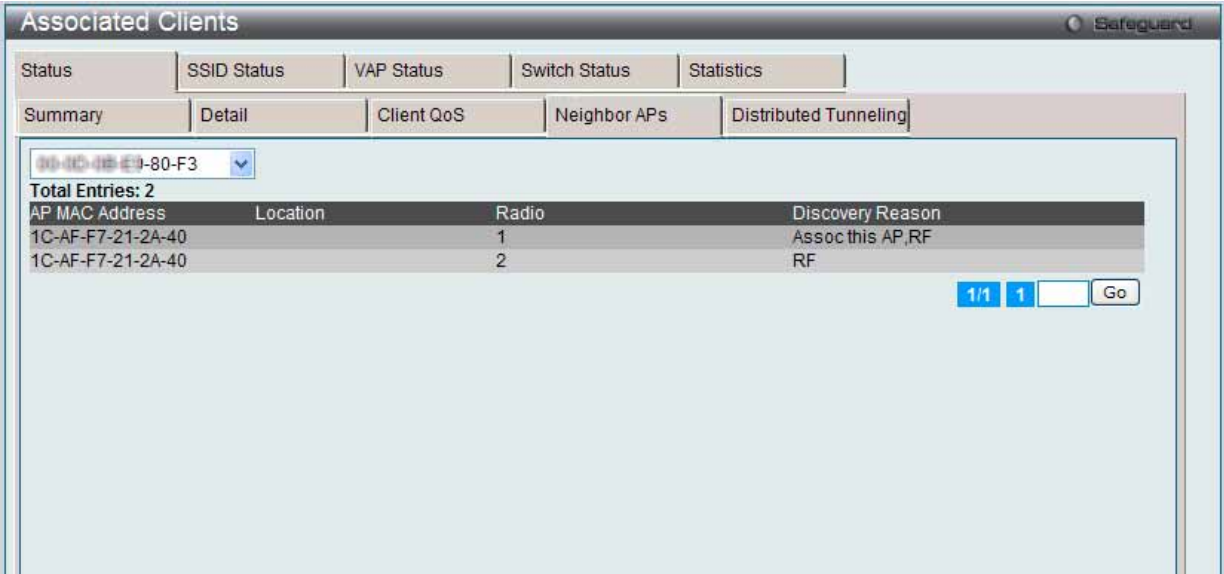 Associated Clients Safeguard
Status SSID Status VAP Status Switch Status Statistics
Summary Detail Client QoS Neighbor APs Distributed Tunneling
-80-F3
Total Entries: 2
AP MAC Address Location Radio Discovery Reason
1C-AF-F7-21-2A-40 1 Assoc this AP,RF
1C-AF-F7-21-2A-40 2 RF
1/1 1 Go